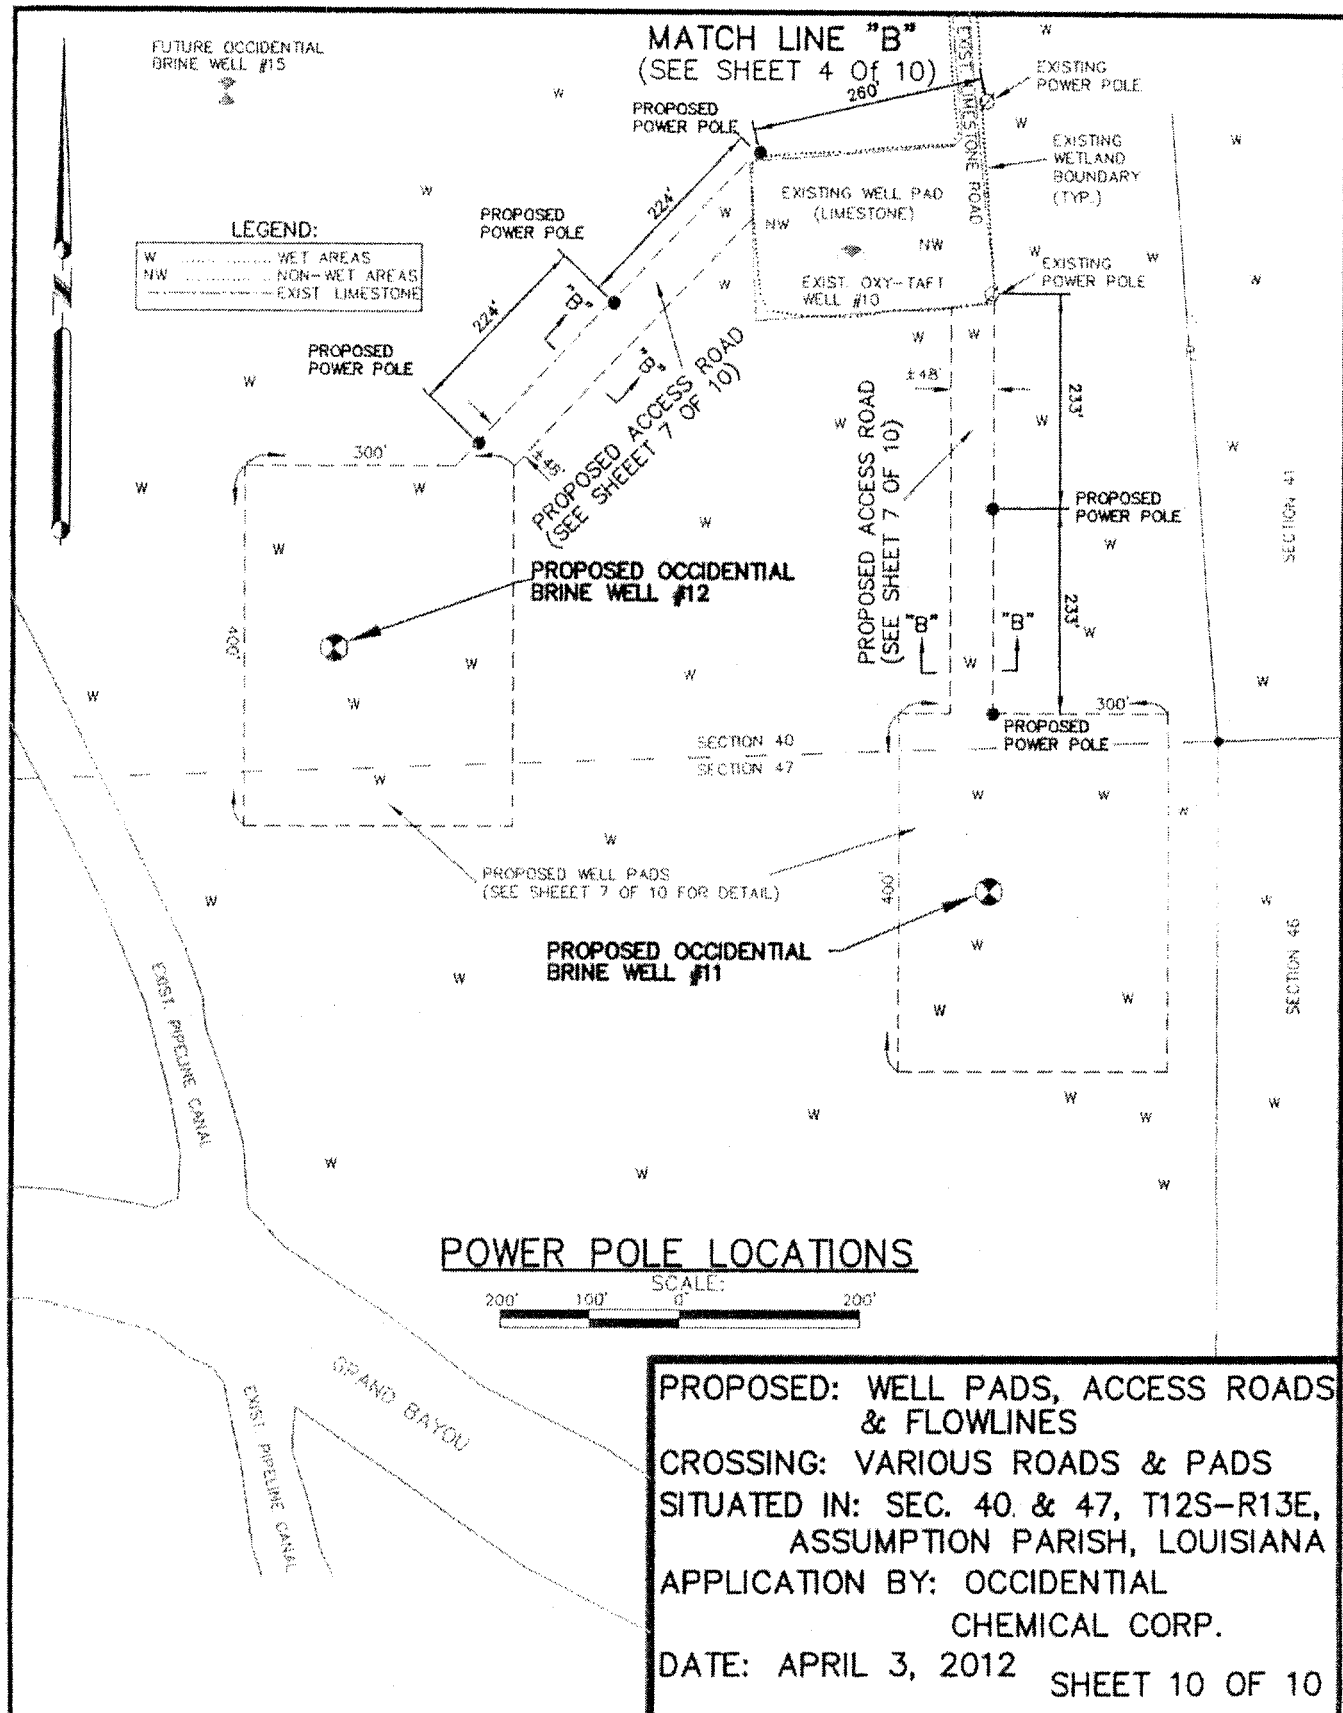 FUTURE OCCIDENTIAL
BRINE WELL #15
MATCH LINE "B"
(SEE SHEET 4 Of 10)
EXIST. LIMESTONE ROAD
W
EXISTING
POWER POLE
260'
PROPOSED
POWER POLE
W
W
W
EXISTING
WETLAND
BOUNDARY
(TYP.)
W
224'
EXISTING WELL PAD
(LIMESTONE)
NW
NW
EXIST. OXY-TAFT
WELL #10
PROPOSED
POWER POLE
W
W
LEGEND:
W ............. WET AREAS
NW ............. NON-WET AREAS
EXIST LIMESTONE
N
W
W
W
EXISTING
POWER POLE
224'
"B"
"B"
PROPOSED
POWER POLE
W
W
W
±48'
PROPOSED ACCESS ROAD
(SEE SHEEET 7 OF 10)
±48'
PROPOSED ACCESS ROAD
(SEE SHEET 7 OF 10)
233'
W
W
W
300'
W
W
W
W
PROPOSED
POWER POLE
W
SECTION 41
PROPOSED OCCIDENTIAL
BRINE WELL #12
400'
W
W
W
W
W
"B"
"B"
W
W
W
233'
300'
PROPOSED
POWER POLE
SECTION 40
SECTION 47
W
W
W
W
W
PROPOSED WELL PADS
(SEE SHEEET 7 OF 10 FOR DETAIL)
400'
W
W
PROPOSED OCCIDENTIAL
BRINE WELL #11
W
W
W
W
SECTION 46
EXIST. PIPELINE CANAL
W
W
W
W
W
W
W
POWER POLE LOCATIONS
SCALE:
200' 100' 0' 200'
GRAND BAYOU
EXIST. PIPELINE CANAL
PROPOSED: WELL PADS, ACCESS ROADS
& FLOWLINES
CROSSING: VARIOUS ROADS & PADS
SITUATED IN: SEC. 40 & 47, T12S-R13E,
ASSUMPTION PARISH, LOUISIANA
APPLICATION BY: OCCIDENTIAL
CHEMICAL CORP.
DATE: APRIL 3, 2012
SHEET 10 OF 10